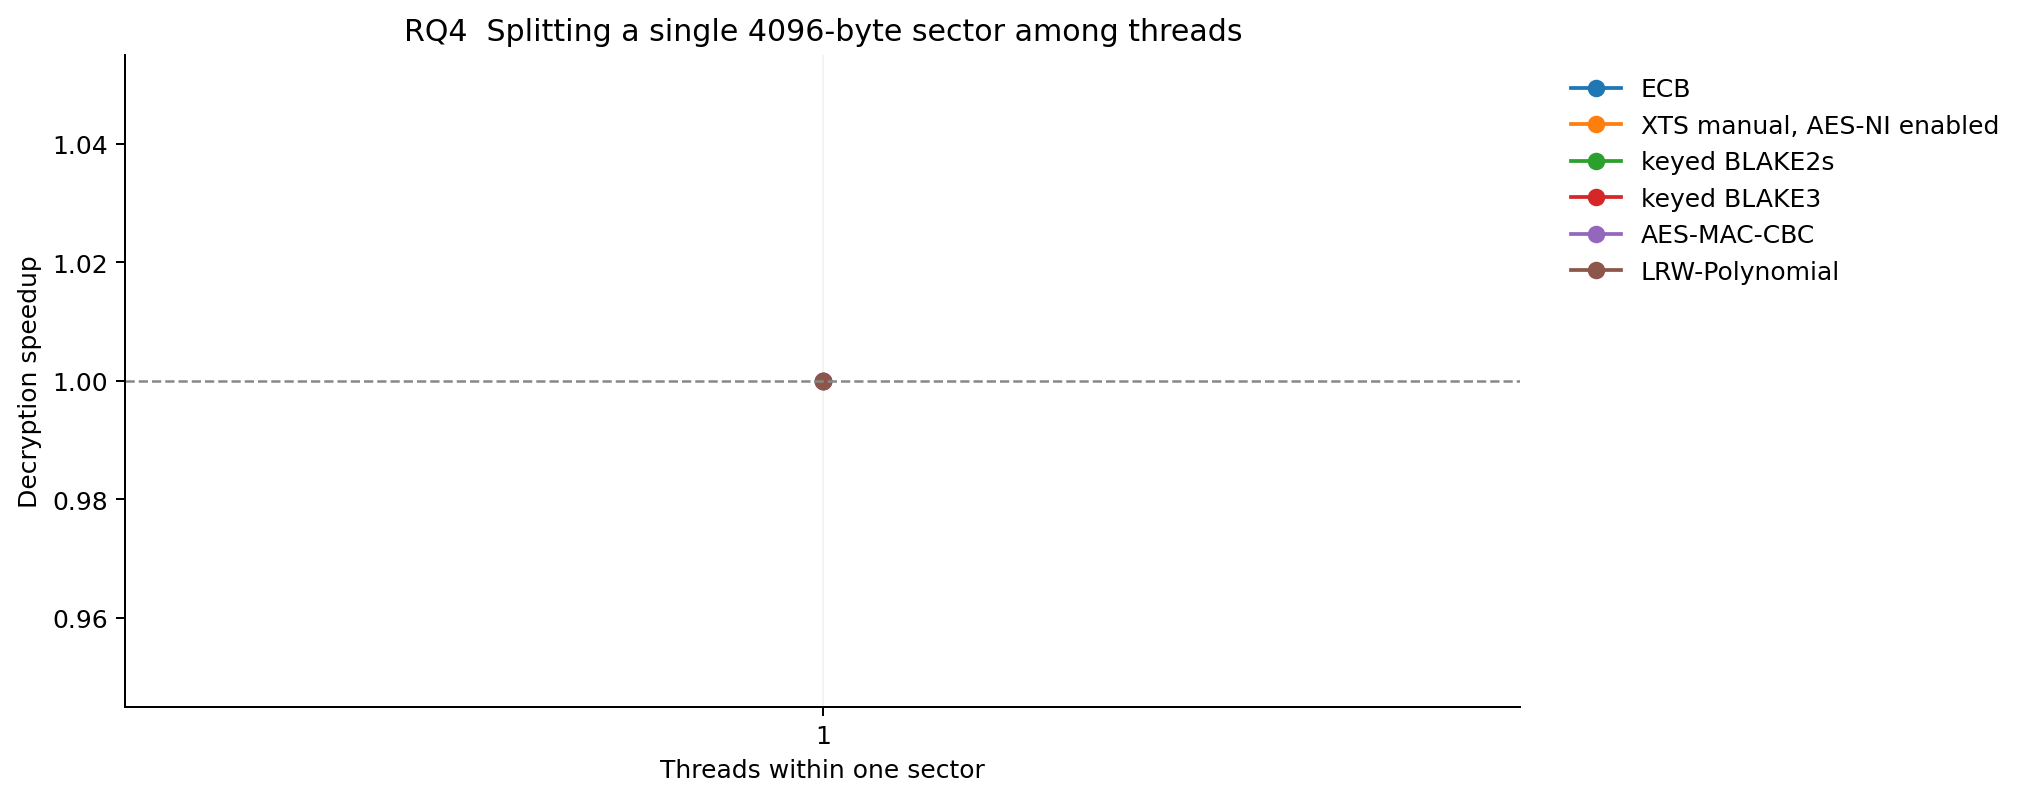 RQ4  Splitting a single 4096-byte sector among threads
ECB
XTS manual, AES-NI enabled
keyed BLAKE2s
keyed BLAKE3
AES-MAC-CBC
LRW-Polynomial
Decryption speedup
1.04
1.02
1.00
0.98
0.96
1
Threads within one sector